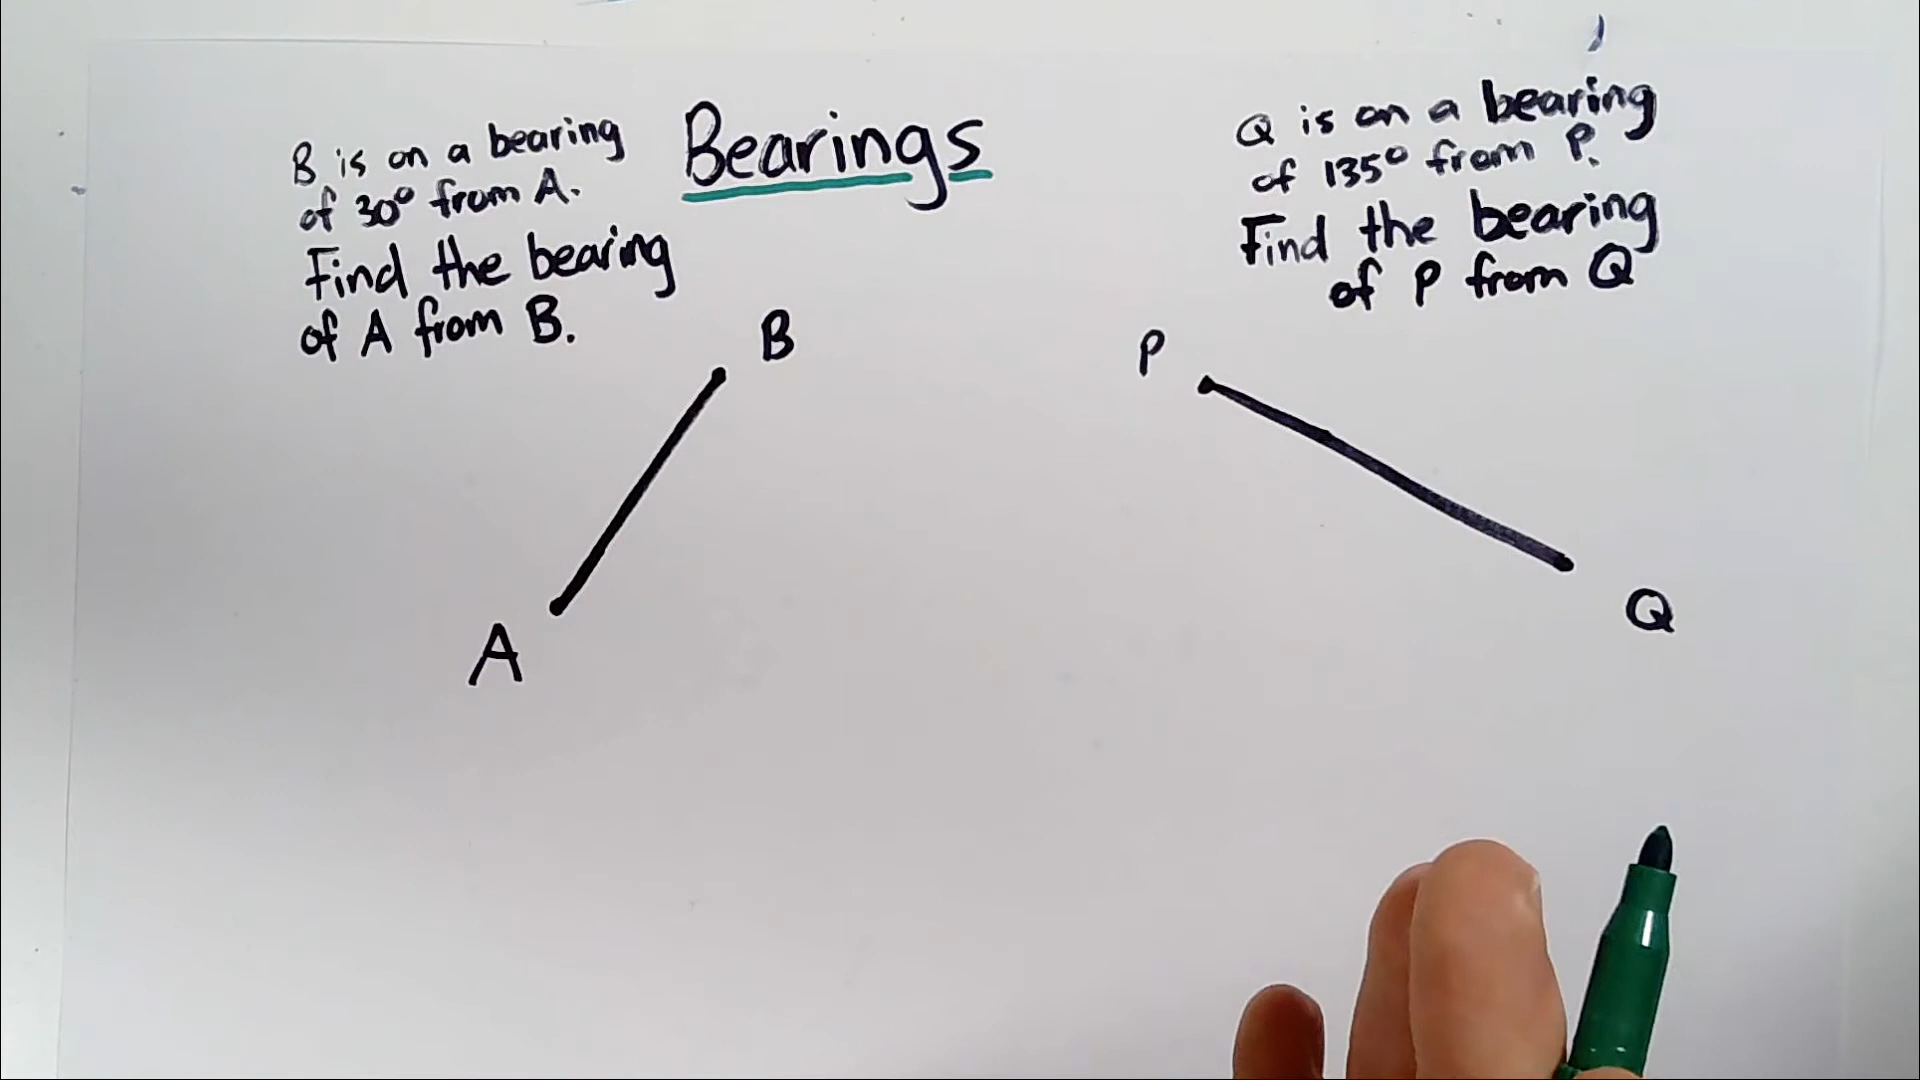 Bearings
B is on a bearing
of 30° from A.
Find the bearing
of A from B.
B
A
Q is on a bearing
of 135° from P.
Find the bearing
of P from Q
P
Q